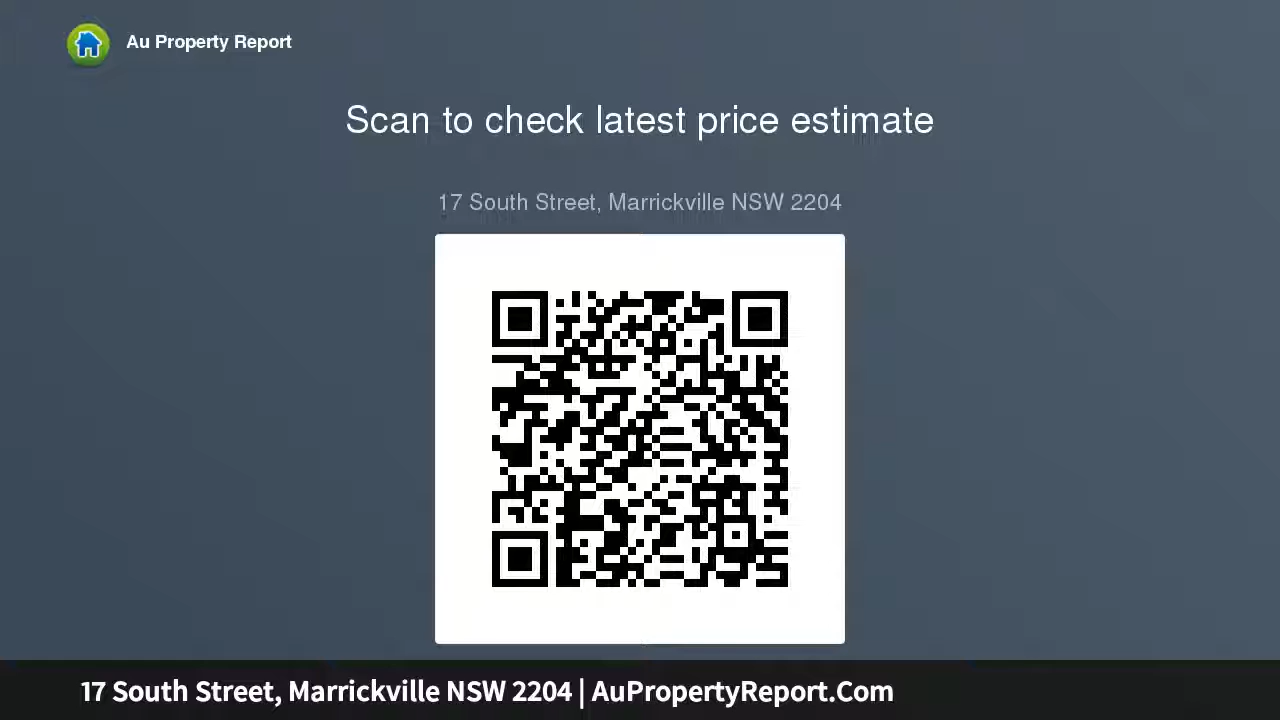 Au Property Report
Scan to check latest price estimate
17 South Street, Marrickville NSW 2204
17 South Street, Marrickville NSW 2204 | AuPropertyReport.Com